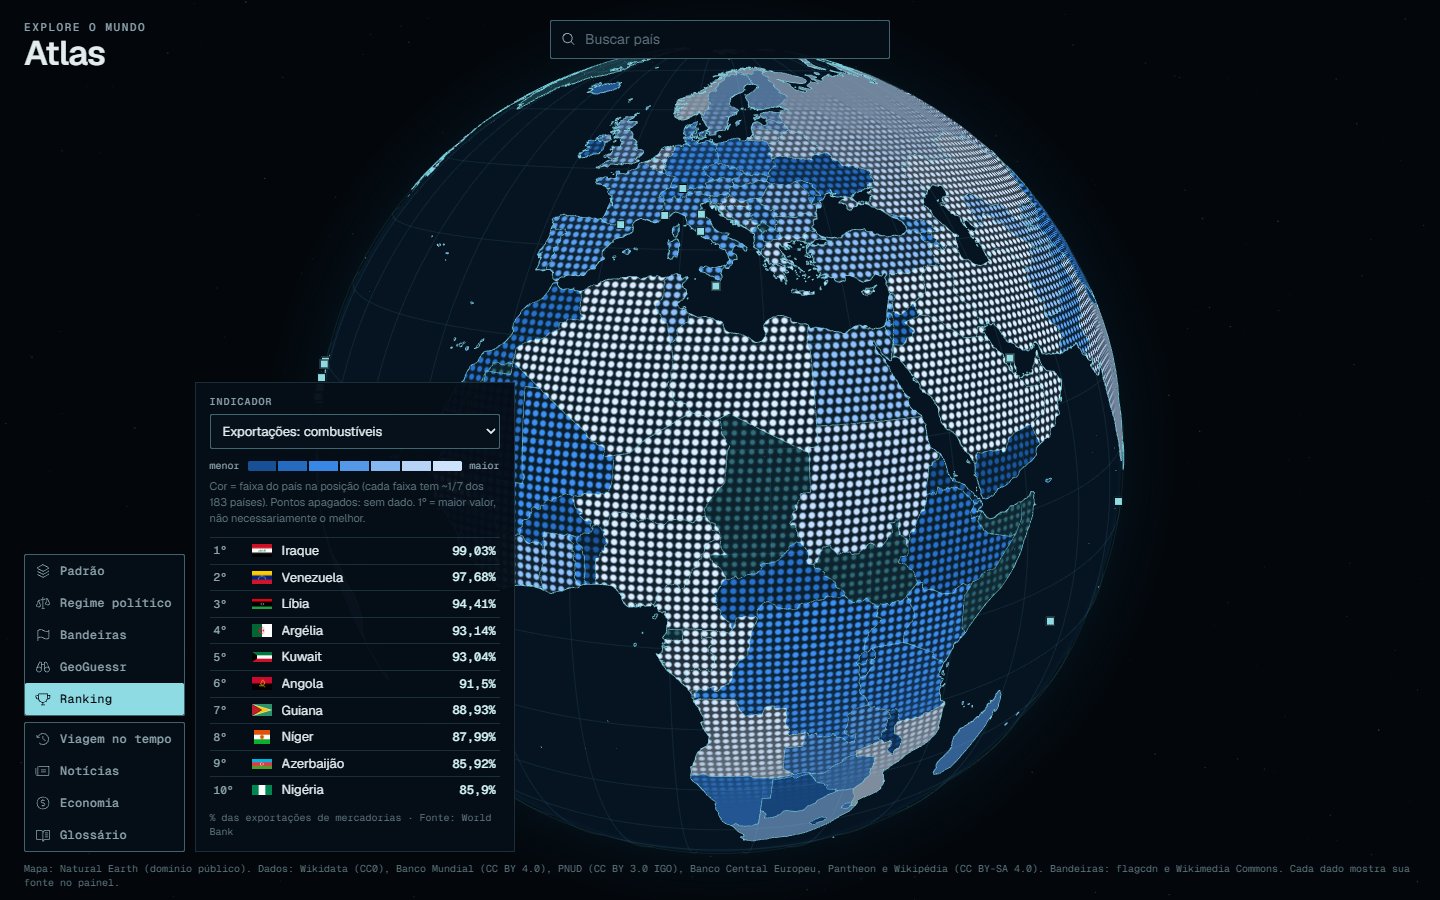 EXPLORE O MUNDO
Atlas
Buscar país
INDICADOR
Exportações: combustíveis
menor
maior
Cor = faixa do país na posição (cada faixa tem ~1/7 dos
183 países). Pontos apagados: sem dado. 1º = maior valor,
não necessariamente o melhor.
1º Iraque 99,03%
2º Venezuela 97,68%
3º Líbia 94,41%
4º Argélia 93,14%
5º Kuwait 93,04%
6º Angola 91,5%
7º Guiana 88,93%
8º Níger 87,99%
9º Azerbaijão 85,92%
10º Nigéria 85,9%
% das exportações de mercadorias · Fonte: World
Bank
Padrão
Regime político
Bandeiras
GeoGuessr
Ranking
Viagem no tempo
Notícias
Economia
Glossário
Mapa: Natural Earth (domínio público). Dados: Wikidata (CC0), Banco Mundial (CC BY 4.0), PNUD (CC BY 3.0 IGO), Banco Central Europeu, Pantheon e Wikipédia (CC BY-SA 4.0). Bandeiras: flagcdn e Wikimedia Commons. Cada dado mostra sua
fonte no painel.